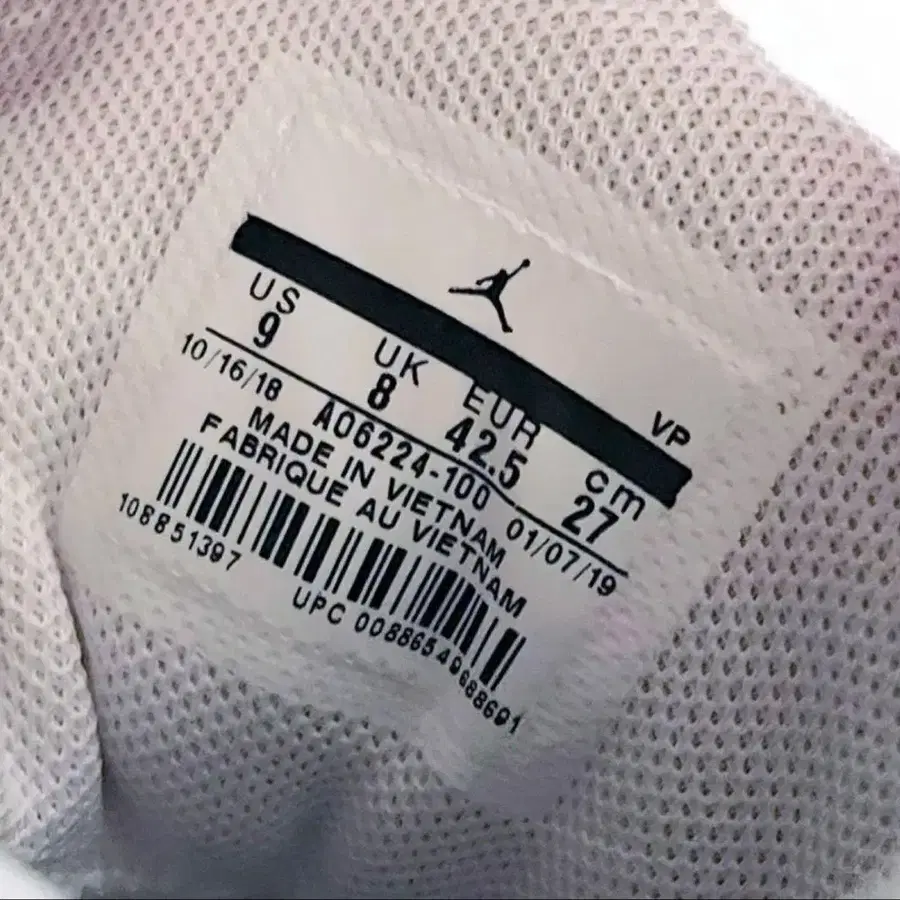 VP
US UK EUR cm
9 8 42.5 27
10/16/18 AO6224-100 01/07/19
MADE IN VIETNAM
FABRIQUE AU VIETNAM
108851397
UPC 00886549688691